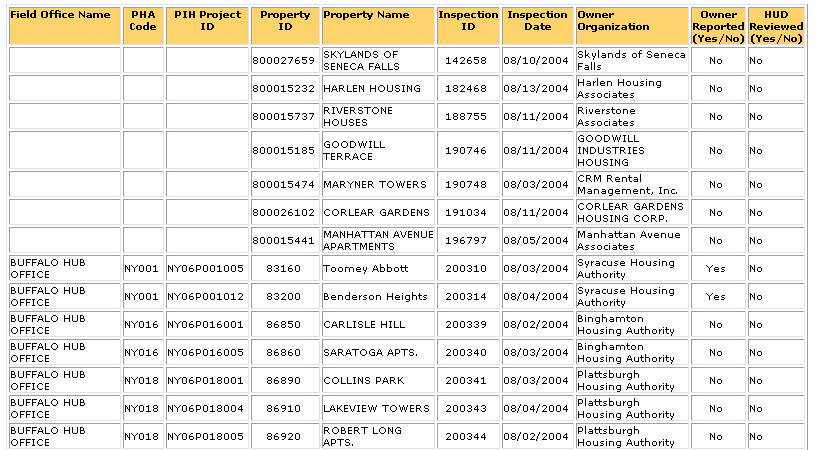 Field Office Name PHA Code PIH Project ID Property ID Property Name Inspection ID Inspection Date Owner Organization Owner Reported (Yes/No) HUD Reviewed (Yes/No)
800027659 SKYLANDS OF SENECA FALLS 142658 08/10/2004 Skylands of Seneca Falls No No
800015232 HARLEN HOUSING 182468 08/13/2004 Harlen Housing Associates No No
800015737 RIVERSTONE HOUSES 188755 08/11/2004 Riverstone Associates No No
800015185 GOODWILL TERRACE 190746 08/11/2004 GOODWILL INDUSTRIES HOUSING No No
800015474 MARYNER TOWERS 190748 08/03/2004 CRM Rental Management, Inc. No No
800026102 CORLEAR GARDENS 191034 08/11/2004 CORLEAR GARDENS HOUSING CORP. No No
800015441 MANHATTAN AVENUE APARTMENTS 196797 08/05/2004 Manhattan Avenue Associates No No
BUFFALO HUB OFFICE NY001 NY06P001005 83160 Toomey Abbott 200310 08/03/2004 Syracuse Housing Authority Yes No
BUFFALO HUB OFFICE NY001 NY06P001012 83200 Benderson Heights 200314 08/04/2004 Syracuse Housing Authority Yes No
BUFFALO HUB OFFICE NY016 NY06P016001 86850 CARLISLE HILL 200339 08/02/2004 Binghamton Housing Authority No No
BUFFALO HUB OFFICE NY016 NY06P016005 86860 SARATOGA APTS. 200340 08/03/2004 Binghamton Housing Authority No No
BUFFALO HUB OFFICE NY018 NY06P018001 86890 COLLINS PARK 200341 08/03/2004 Plattsburgh Housing Authority No No
BUFFALO HUB OFFICE NY018 NY06P018004 86910 LAKEVIEW TOWERS 200343 08/04/2004 Plattsburgh Housing Authority No No
BUFFALO HUB OFFICE NY018 NY06P018005 86920 ROBERT LONG APTS. 200344 08/02/2004 Plattsburgh Housing Authority No No